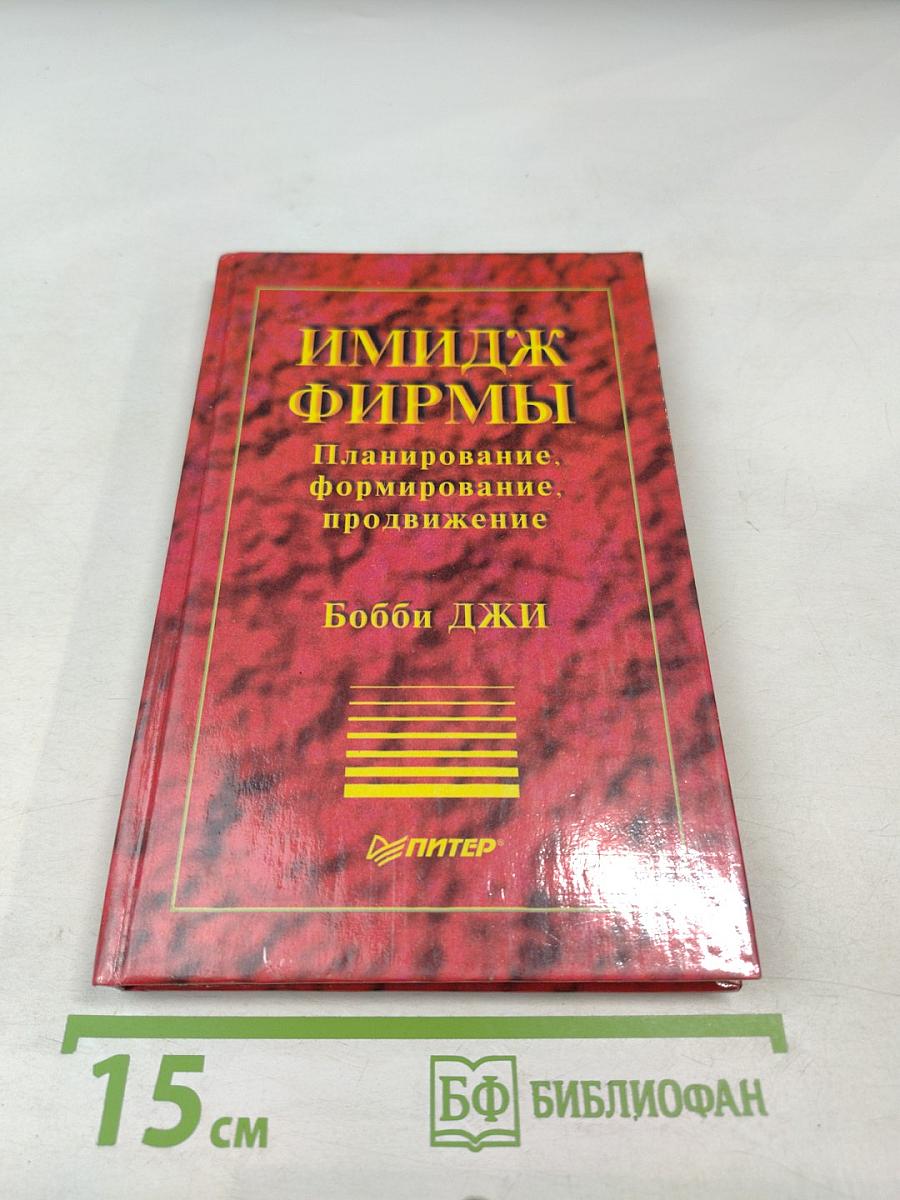 ИМИДЖ
ФИРМЫ
Планирование,
формирование,
продвижение
Бобби ДЖИ
ПИТЕР®
15 см
БФ БИБЛИОФАН